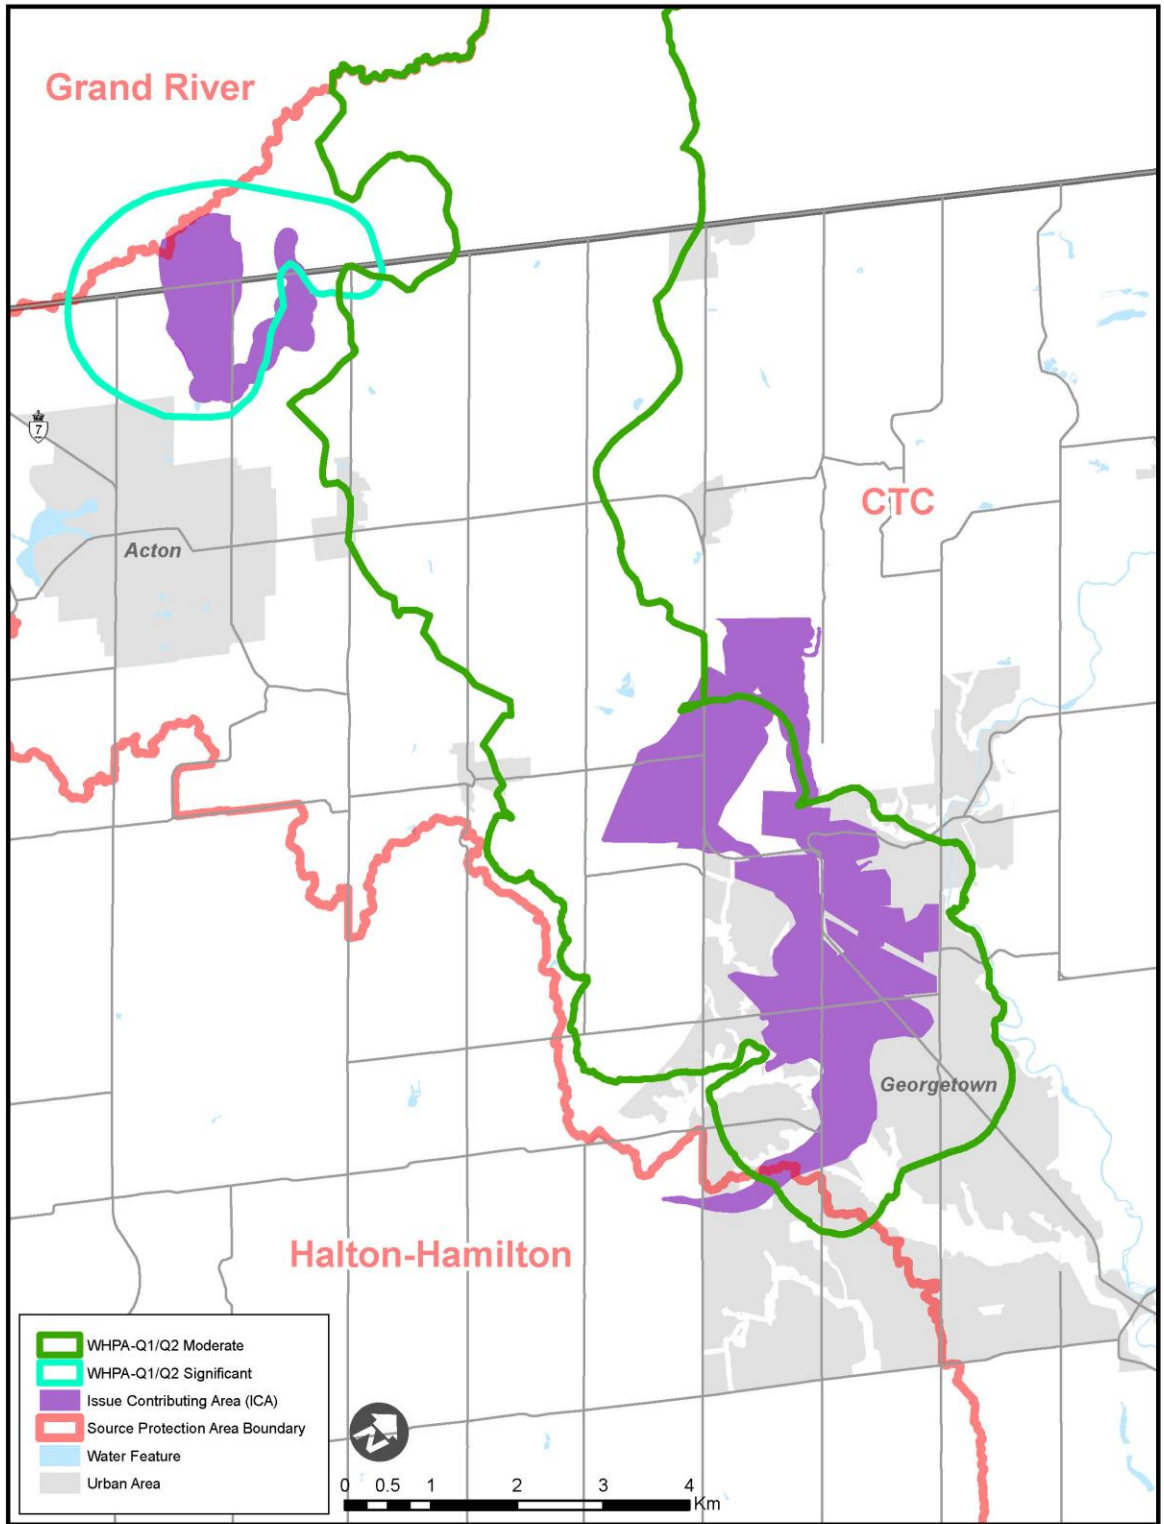 Grand River
7
CTC
Acton
Georgetown
Halton-Hamilton
WHPA-Q1/Q2 Moderate
WHPA-Q1/Q2 Significant
Issue Contributing Area (ICA)
Source Protection Area Boundary
Water Feature
Urban Area
N
0 0.5 1 2 3 4
Km